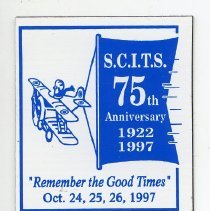 S.C.I.T.S.
75th
Anniversary
1922
1997
"Remember the Good Times"
Oct. 24, 25, 26, 1997